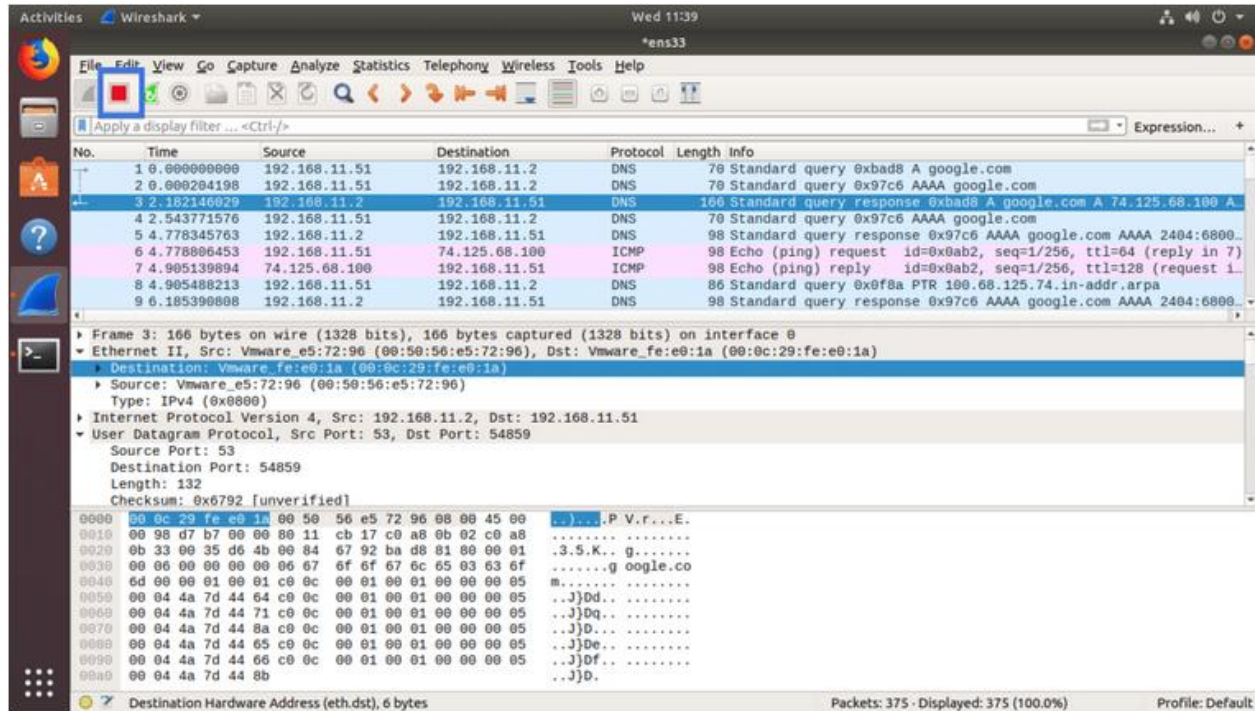 Activities Wireshark Wed 11:39
*ens33
File Edit View Go Capture Analyze Statistics Telephony Wireless Tools Help
Apply a display filter ... <Ctrl-/> Expression... +
No. Time Source Destination Protocol Length Info
1 0.000000000 192.168.11.51 192.168.11.2 DNS 70 Standard query 0xbad8 A google.com
2 0.000204198 192.168.11.51 192.168.11.2 DNS 70 Standard query 0x97c6 AAAA google.com
3 2.182146029 192.168.11.2 192.168.11.51 DNS 166 Standard query response 0xbad8 A google.com A 74.125.68.100 A…
4 2.543771576 192.168.11.51 192.168.11.2 DNS 70 Standard query 0x97c6 AAAA google.com
5 4.778345763 192.168.11.2 192.168.11.51 DNS 98 Standard query response 0x97c6 AAAA google.com AAAA 2404:6800…
6 4.778806453 192.168.11.51 74.125.68.100 ICMP 98 Echo (ping) request id=0x0ab2, seq=1/256, ttl=64 (reply in 7)
7 4.905139894 74.125.68.100 192.168.11.51 ICMP 98 Echo (ping) reply id=0x0ab2, seq=1/256, ttl=128 (request i…
8 4.905488213 192.168.11.51 192.168.11.2 DNS 86 Standard query 0x0f8a PTR 100.68.125.74.in-addr.arpa
9 6.185390808 192.168.11.2 192.168.11.51 DNS 98 Standard query response 0x97c6 AAAA google.com AAAA 2404:6800…
Frame 3: 166 bytes on wire (1328 bits), 166 bytes captured (1328 bits) on interface 0
Ethernet II, Src: Vmware_e5:72:96 (00:50:56:e5:72:96), Dst: Vmware_fe:e0:1a (00:0c:29:fe:e0:1a)
Destination: Vmware_fe:e0:1a (00:0c:29:fe:e0:1a)
Source: Vmware_e5:72:96 (00:50:56:e5:72:96)
Type: IPv4 (0x0800)
Internet Protocol Version 4, Src: 192.168.11.2, Dst: 192.168.11.51
User Datagram Protocol, Src Port: 53, Dst Port: 54859
Source Port: 53
Destination Port: 54859
Length: 132
Checksum: 0x6792 [unverified]
0000 00 0c 29 fe e0 1a 00 50 56 e5 72 96 08 00 45 00 ..)....P V.r...E.
0010 00 98 d7 b7 00 00 80 11 cb 17 c0 a8 0b 02 c0 a8 ........ ........
0020 0b 33 00 35 d6 4b 00 84 67 92 ba d8 81 80 00 01 .3.5.K.. g.......
0030 00 06 00 00 00 00 06 67 6f 6f 67 6c 65 03 63 6f .......g oogle.co
0040 6d 00 00 01 00 01 c0 0c 00 01 00 01 00 00 00 05 m....... ........
0050 00 04 4a 7d 44 64 c0 0c 00 01 00 01 00 00 00 05 ..J}Dd.. ........
0060 00 04 4a 7d 44 71 c0 0c 00 01 00 01 00 00 00 05 ..J}Dq.. ........
0070 00 04 4a 7d 44 8a c0 0c 00 01 00 01 00 00 00 05 ..J}D... ........
0080 00 04 4a 7d 44 65 c0 0c 00 01 00 01 00 00 00 05 ..J}De.. ........
0090 00 04 4a 7d 44 66 c0 0c 00 01 00 01 00 00 00 05 ..J}Df.. ........
00a0 00 04 4a 7d 44 8b ..J}D.
Destination Hardware Address (eth.dst), 6 bytes Packets: 375 · Displayed: 375 (100.0%) Profile: Default